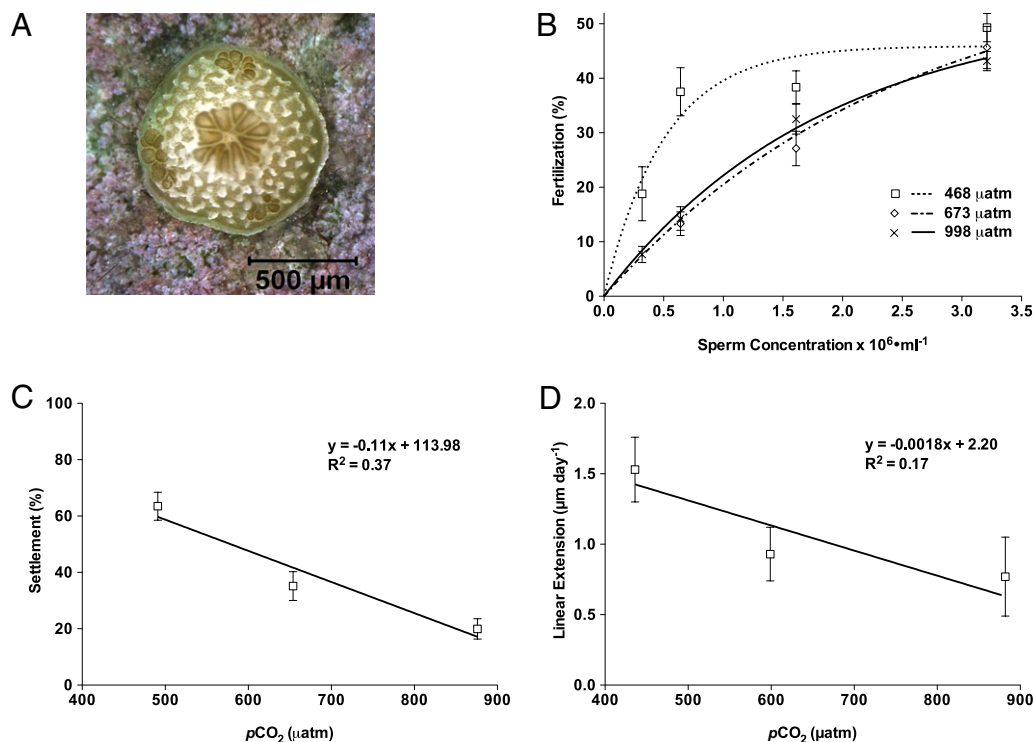 A
500 µm
B
Fertilization (%)
50
40
30
20
10
0
0.0 0.5 1.0 1.5 2.0 2.5 3.0 3.5
Sperm Concentration x 10⁶•ml⁻¹
468 µatm
673 µatm
998 µatm
C
Settlement (%)
100
80
60
40
20
0
400 500 600 700 800 900
pCO₂ (µatm)
y = -0.11x + 113.98
R² = 0.37
D
Linear Extension (µm day⁻¹)
2.0
1.5
1.0
0.5
0.0
400 500 600 700 800 900
pCO₂ (µatm)
y = -0.0018x + 2.20
R² = 0.17